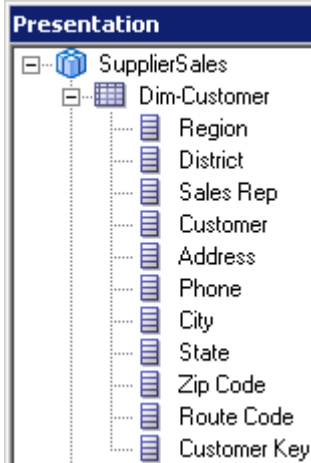 Presentation
SupplierSales
Dim-Customer
Region
District
Sales Rep
Customer
Address
Phone
City
State
Zip Code
Route Code
Customer Key